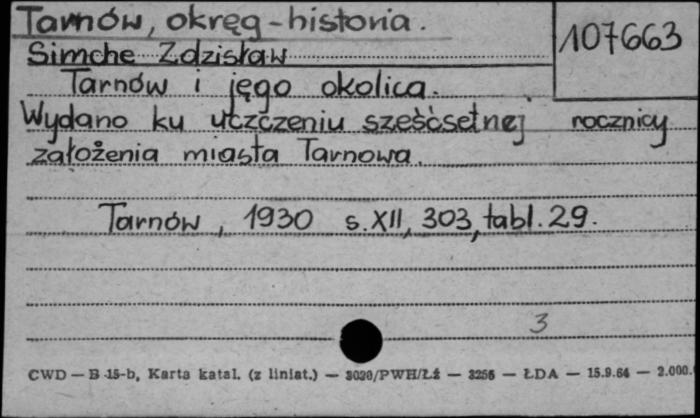 Tarnów, okręg - historia.
107663
Simche Zdzisław
Tarnów i jego okolica.
Wydano ku uczczeniu sześćsetnej rocznicy
założenia miasta Tarnowa.
Tarnów, 1930 s. XII, 303, tabl. 29.
3
CWD — B 15-b, Karta katal. (z liniat.) — 3020/PWH/Łź — 3256 — ŁDA — 15.9.64 — 2.000.